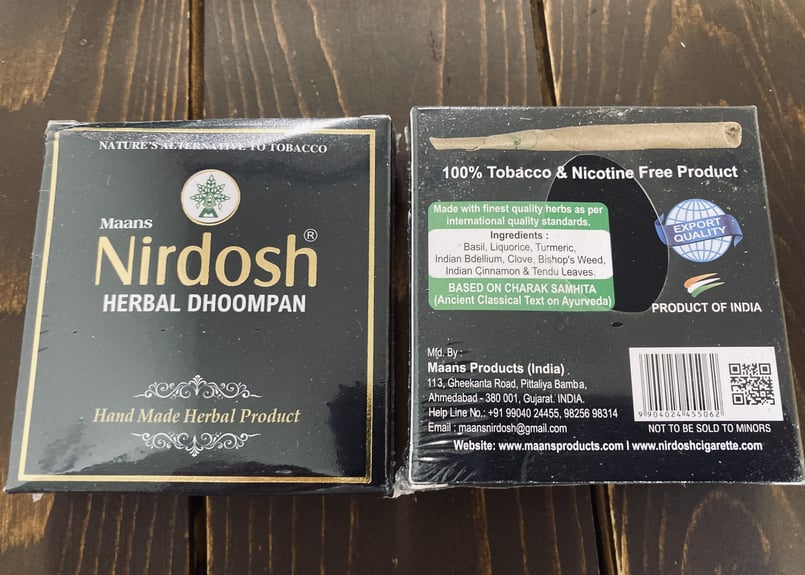 NATURE'S ALTERNATIVE TO TOBACCO
Maans
Nirdosh®
HERBAL DHOOMPAN
Hand Made Herbal Product
100% Tobacco & Nicotine Free Product
Made with finest quality herbs as per
international quality standards.
Ingredients :
Basil, Liquorice, Turmeric,
Indian Bdellium, Clove, Bishop's Weed,
Indian Cinnamon & Tendu Leaves.
BASED ON CHARAK SAMHITA
(Ancient Classical Text on Ayurveda)
EXPORT
QUALITY
PRODUCT OF INDIA
Mfd. By :
Maans Products (India)
113, Gheekanta Road, Pittaliya Bamba,
Ahmedabad - 380 001, Gujarat. INDIA.
Help Line No.: +91 99040 24455, 98256 98314
Email : maansnirdosh@gmail.com
9 904024 455062
NOT TO BE SOLD TO MINORS
Website: www.maansproducts.com I www.nirdoshcigarette.com